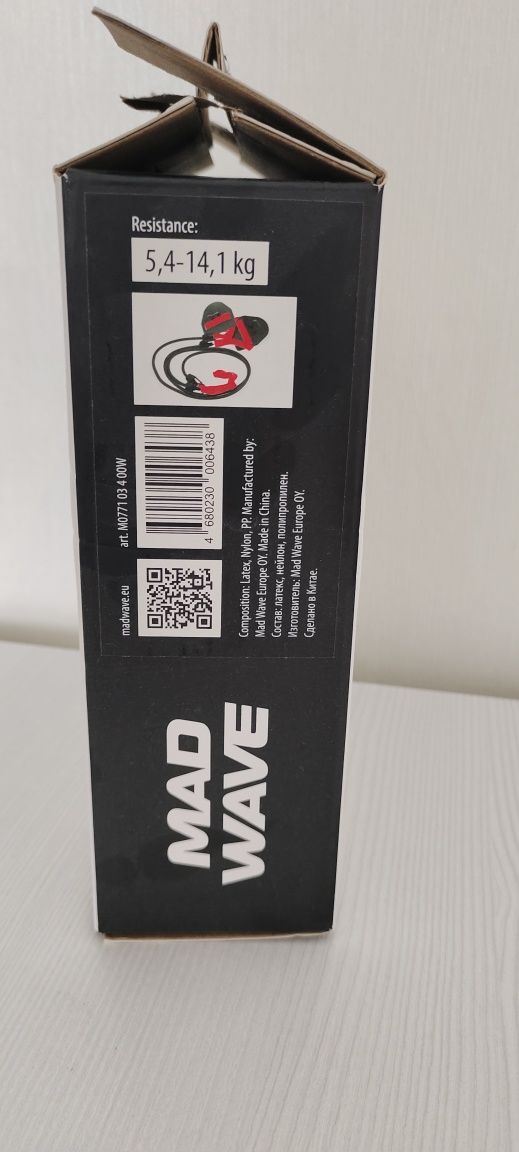 Resistance:
5,4-14,1 kg
art. M0771 03 4 00W
4 680230 006438
madwave.eu
Composition: Latex, Nylon, PP. Manufactured by:
Mad Wave Europe OY. Made in China.
Состав: латекс, нейлон, полипропилен.
Изготовитель: Mad Wave Europe OY.
Сделано в Китае.
MAD
WAVE